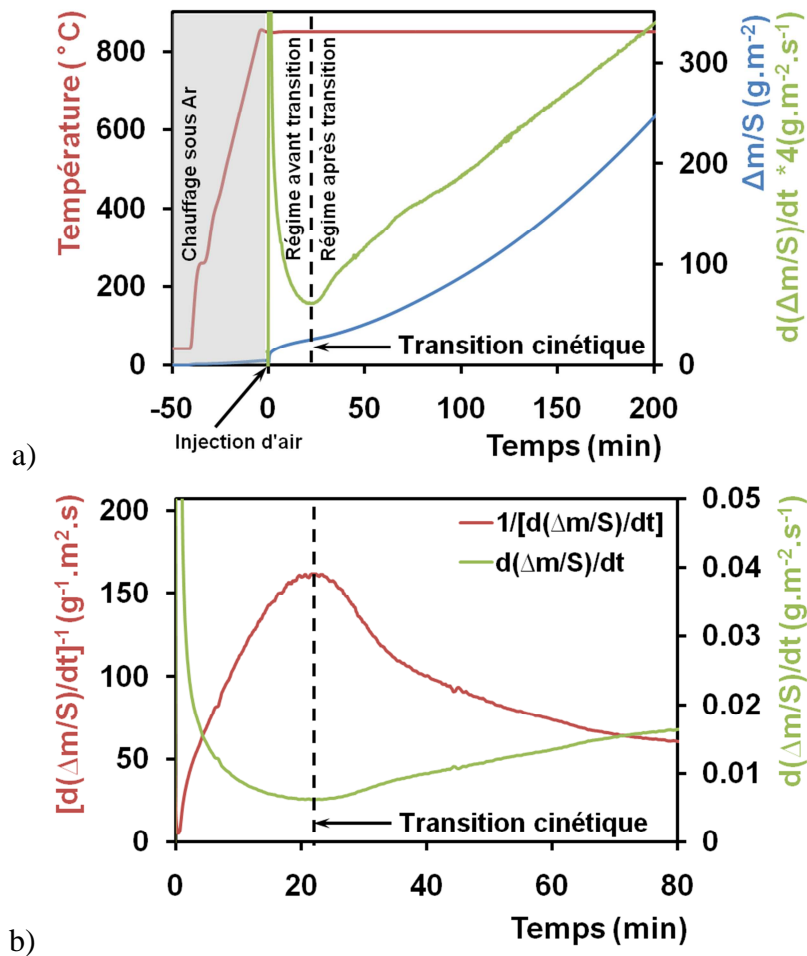 Température ( °C)
800
600
400
200
0
Chauffage sous Ar
Régime avant transition
Régime après transition
Transition cinétique
300
200
100
0
Δm/S (g.m-2)
d(Δm/S)/dt *4(g.m-2.s-1)
-50 0 50 100 150 200
Injection d'air
Temps (min)
a)
[d(Δm/S)/dt]-1 (g-1.m2.s)
200
150
100
50
0
1/[d(Δm/S)/dt]
d(Δm/S)/dt
Transition cinétique
0.05
0.04
0.03
0.02
0.01
0
d(Δm/S)/dt (g.m-2.s-1)
0 20 40 60 80
Temps (min)
b)